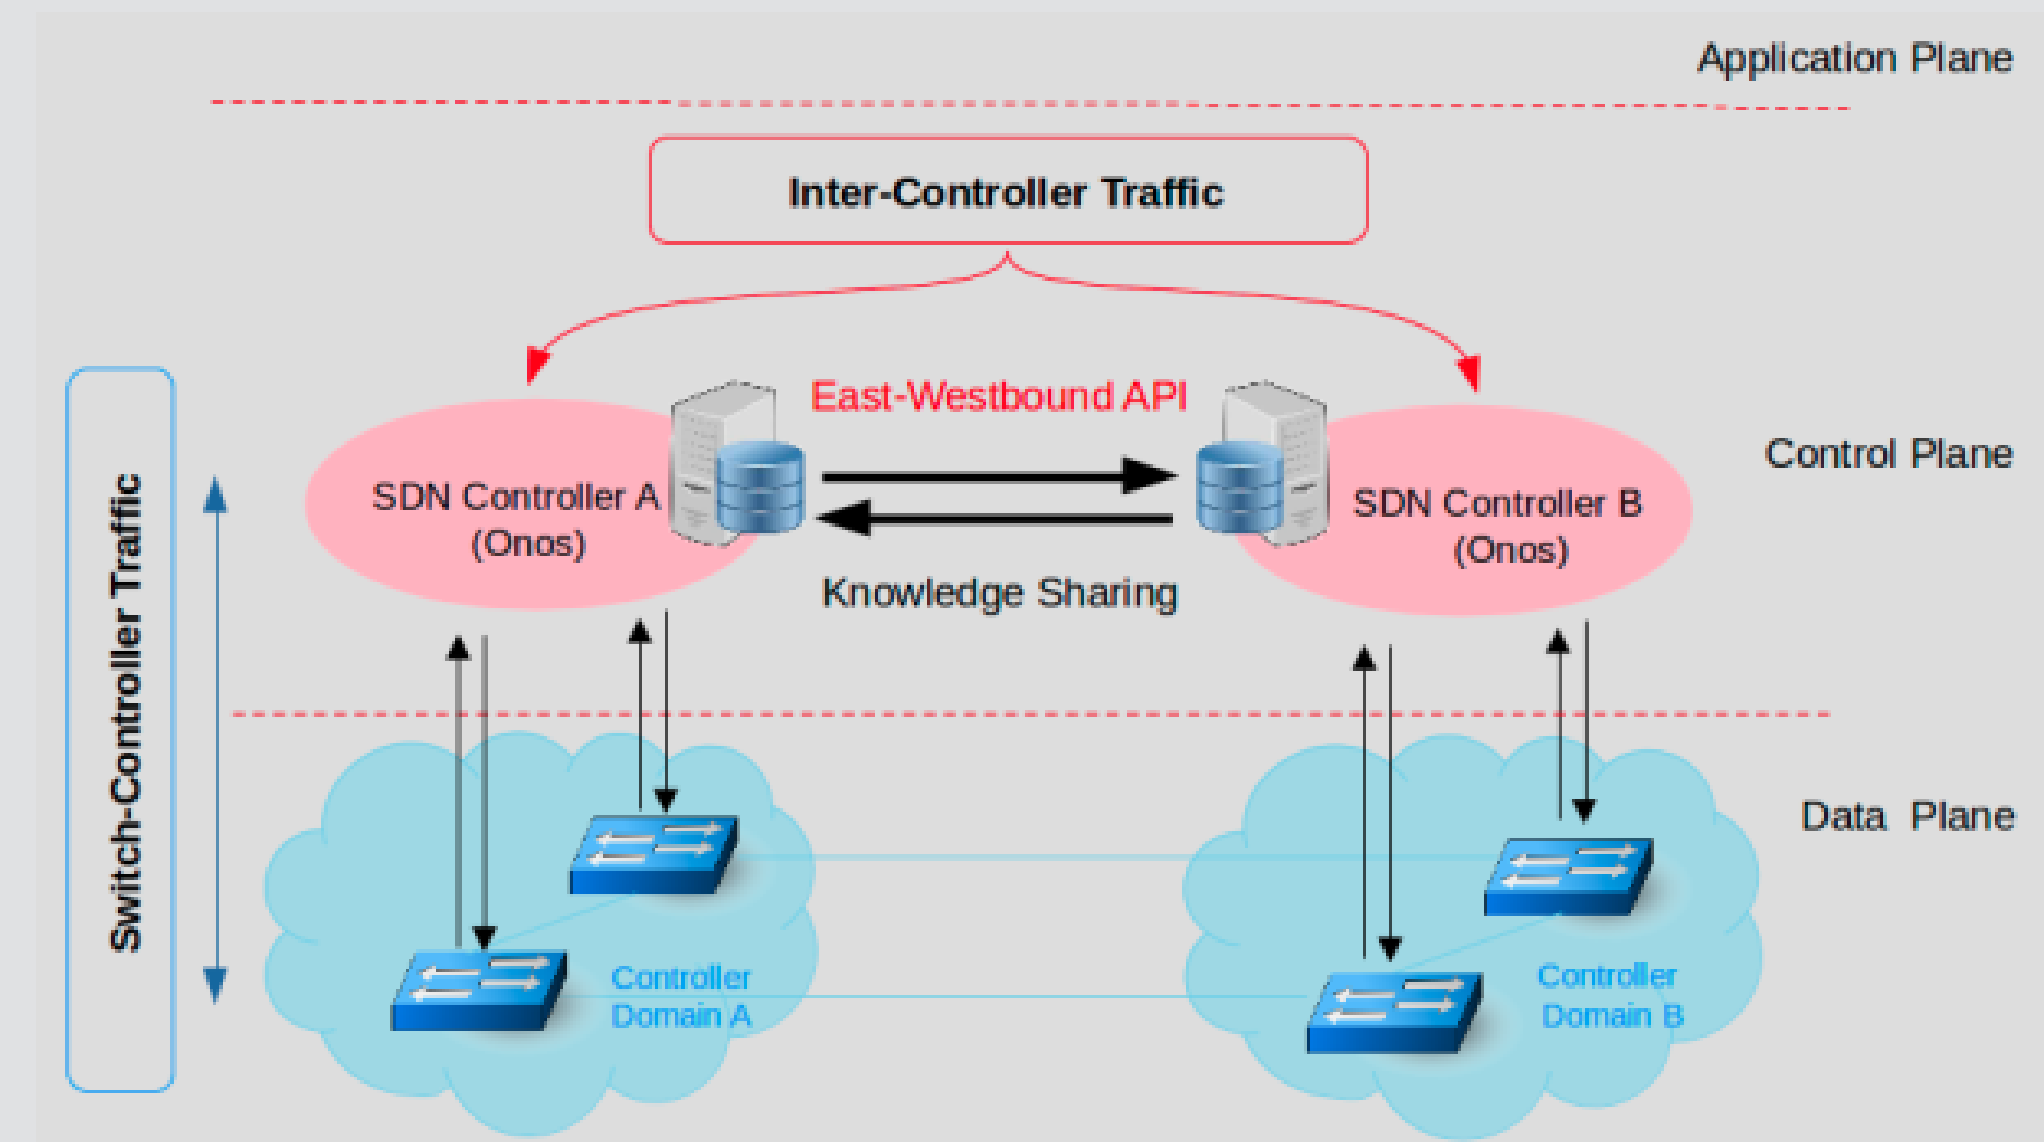 Application Plane
Inter-Controller Traffic
East-Westbound API
Control Plane
SDN Controller A
(Onos)
SDN Controller B
(Onos)
Knowledge Sharing
Switch-Controller Traffic
Data  Plane
Controller
Domain A
Controller
Domain B